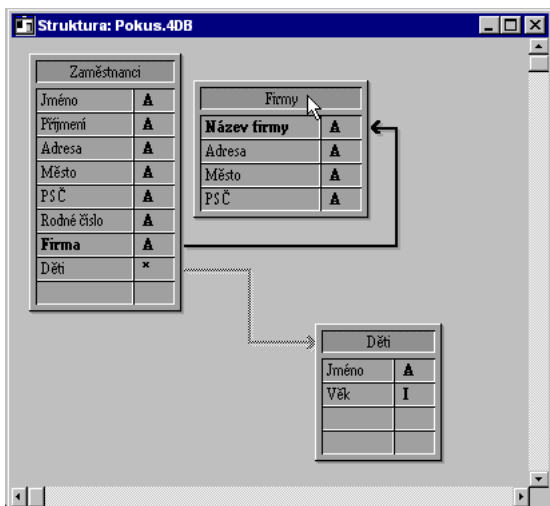 Struktura: Pokus.4DB
Zaměstnanci
Jméno A
Příjmení A
Adresa A
Město A
PSČ A
Rodné číslo A
Firma A
Děti *
Firmy
Název firmy A
Adresa A
Město A
PSČ A
Děti
Jméno A
Věk I